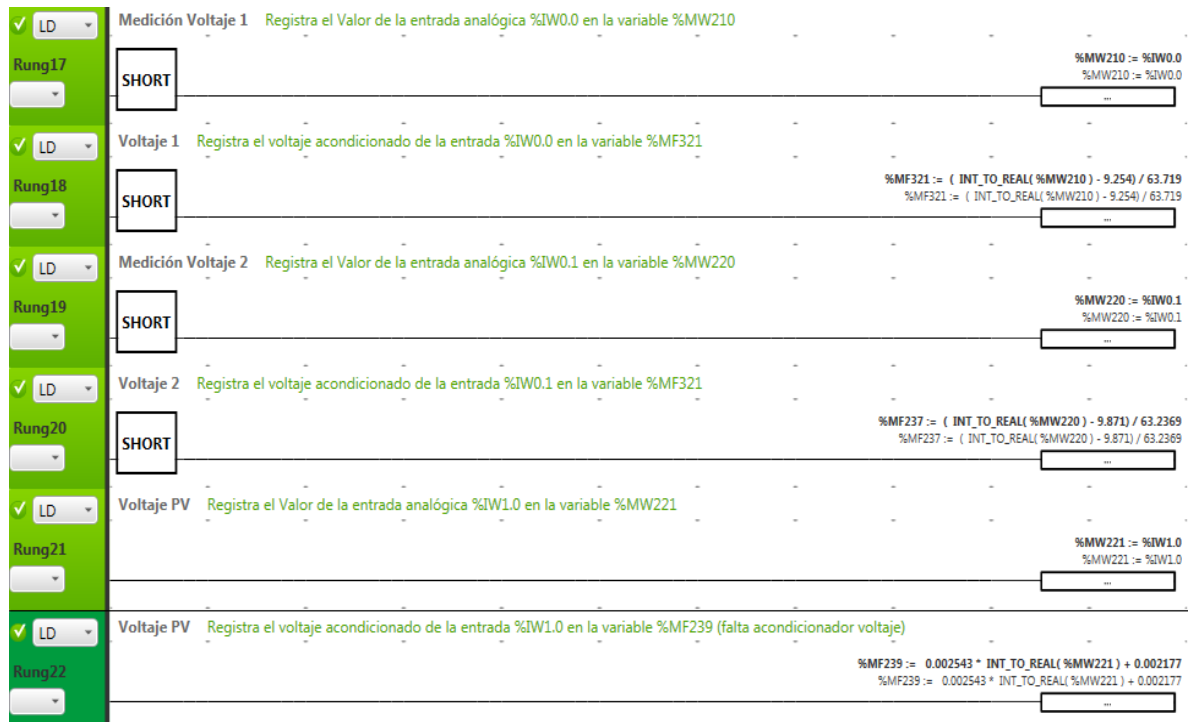 LD
Medición Voltaje 1 Registra el Valor de la entrada analógica %IW0.0 en la variable %MW210
Rung17
SHORT
%MW210 := %IW0.0
%MW210 := %IW0.0
...
LD
Voltaje 1 Registra el voltaje acondicionado de la entrada %IW0.0 en la variable %MF321
Rung18
SHORT
%MF321 := ( INT_TO_REAL( %MW210 ) - 9.254) / 63.719
%MF321 := ( INT_TO_REAL( %MW210 ) - 9.254) / 63.719
...
LD
Medición Voltaje 2 Registra el Valor de la entrada analógica %IW0.1 en la variable %MW220
Rung19
SHORT
%MW220 := %IW0.1
%MW220 := %IW0.1
...
LD
Voltaje 2 Registra el voltaje acondicionado de la entrada %IW0.1 en la variable %MF321
Rung20
SHORT
%MF237 := ( INT_TO_REAL( %MW220 ) - 9.871) / 63.2369
%MF237 := ( INT_TO_REAL( %MW220 ) - 9.871) / 63.2369
...
LD
Voltaje PV Registra el Valor de la entrada analógica %IW1.0 en la variable %MW221
Rung21
%MW221 := %IW1.0
%MW221 := %IW1.0
...
LD
Voltaje PV Registra el voltaje acondicionado de la entrada %IW1.0 en la variable %MF239 (falta acondicionador voltaje)
Rung22
%MF239 := 0.002543 * INT_TO_REAL( %MW221 ) + 0.002177
%MF239 := 0.002543 * INT_TO_REAL( %MW221 ) + 0.002177
...